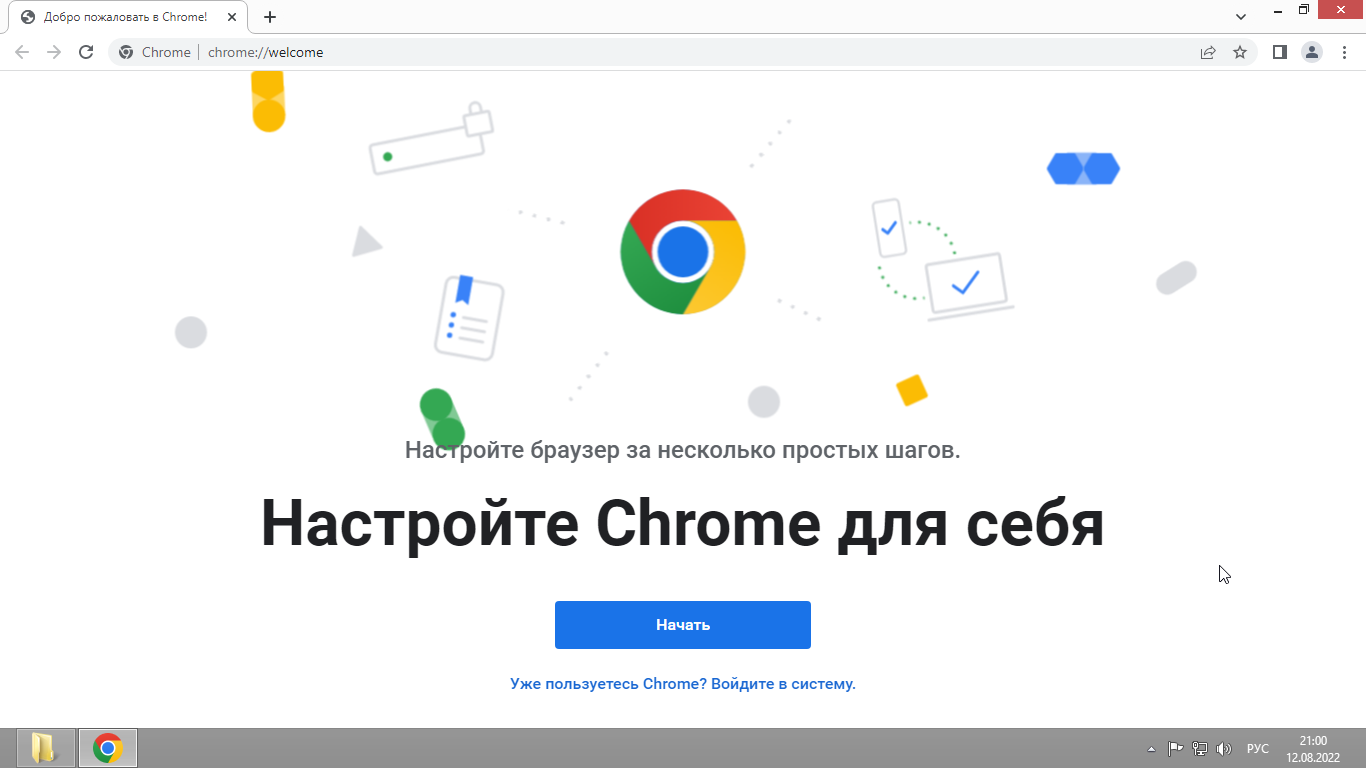 Добро пожаловать в Chrome!
Chrome
chrome://welcome
Настройте браузер за несколько простых шагов.
Настройте Chrome для себя
Начать
Уже пользуетесь Chrome? Войдите в систему.
РУС
21:00
12.08.2022